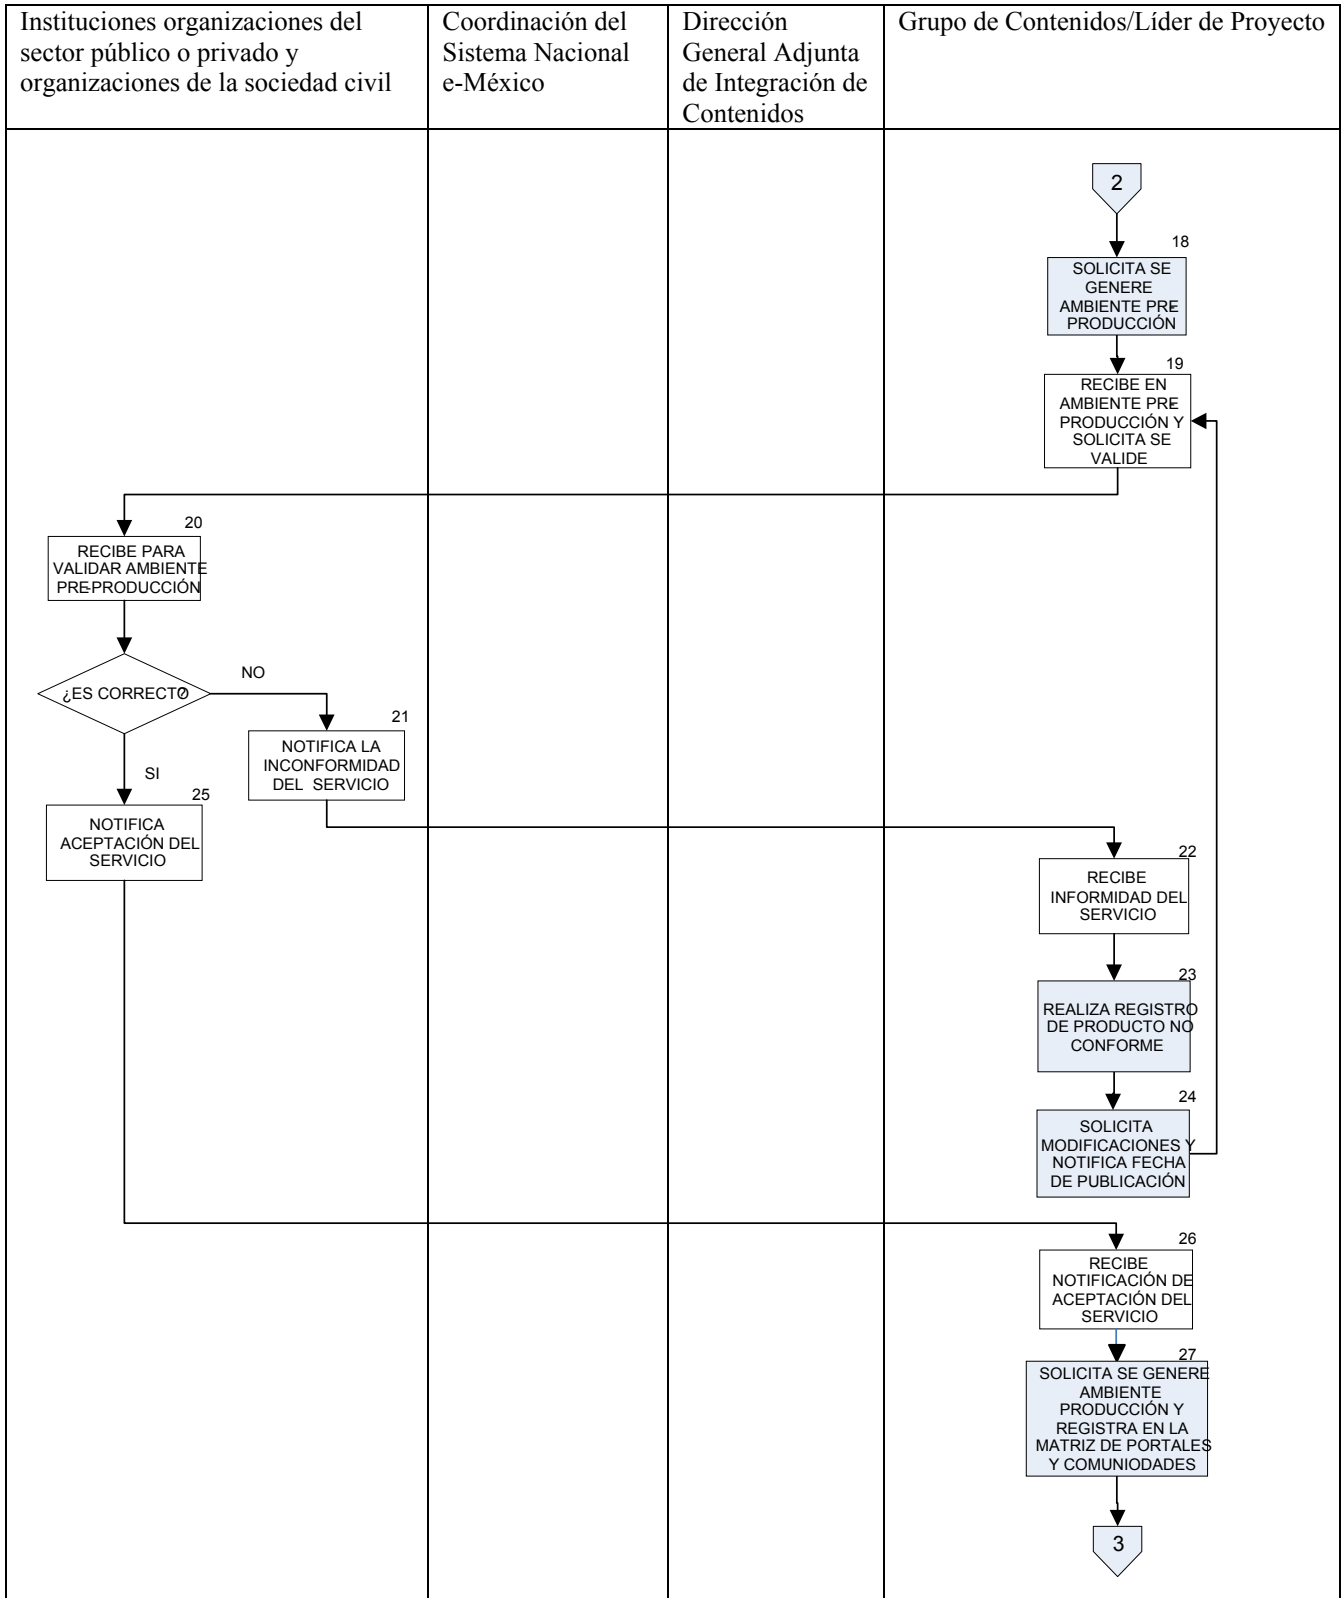 Instituciones organizaciones del
sector público o privado y
organizaciones de la sociedad civil
Coordinación del
Sistema Nacional
e-México
Dirección
General Adjunta
de Integración de
Contenidos
Grupo de Contenidos/Líder de Proyecto
2
18
SOLICITA SE
GENERE
AMBIENTE PRE-
PRODUCCIÓN
19
RECIBE EN
AMBIENTE PRE-
PRODUCCIÓN Y
SOLICITA SE
VALIDE
20
RECIBE PARA
VALIDAR AMBIENTE
PRE-PRODUCCIÓN
¿ES CORRECTO?
NO
21
NOTIFICA LA
INCONFORMIDAD
DEL SERVICIO
SI
25
NOTIFICA
ACEPTACIÓN DEL
SERVICIO
22
RECIBE
INFORMIDAD DEL
SERVICIO
23
REALIZA REGISTRO
DE PRODUCTO NO
CONFORME
24
SOLICITA
MODIFICACIONES Y
NOTIFICA FECHA
DE PUBLICACIÓN
26
RECIBE
NOTIFICACIÓN DE
ACEPTACIÓN DEL
SERVICIO
27
SOLICITA SE GENERE
AMBIENTE
PRODUCCIÓN Y
REGISTRA EN LA
MATRIZ DE PORTALES
Y COMUNIODADES
3